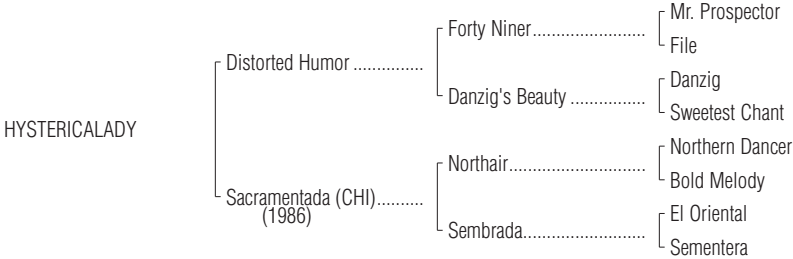 Mr. Prospector
Forty Niner........................
File
Distorted Humor ...............
Danzig
Danzig's Beauty ................
Sweetest Chant
HYSTERICALADY
Northern Dancer
Northair.............................
Bold Melody
Sacramentada (CHI)..........
(1986)
El Oriental
Sembrada..........................
Sementera